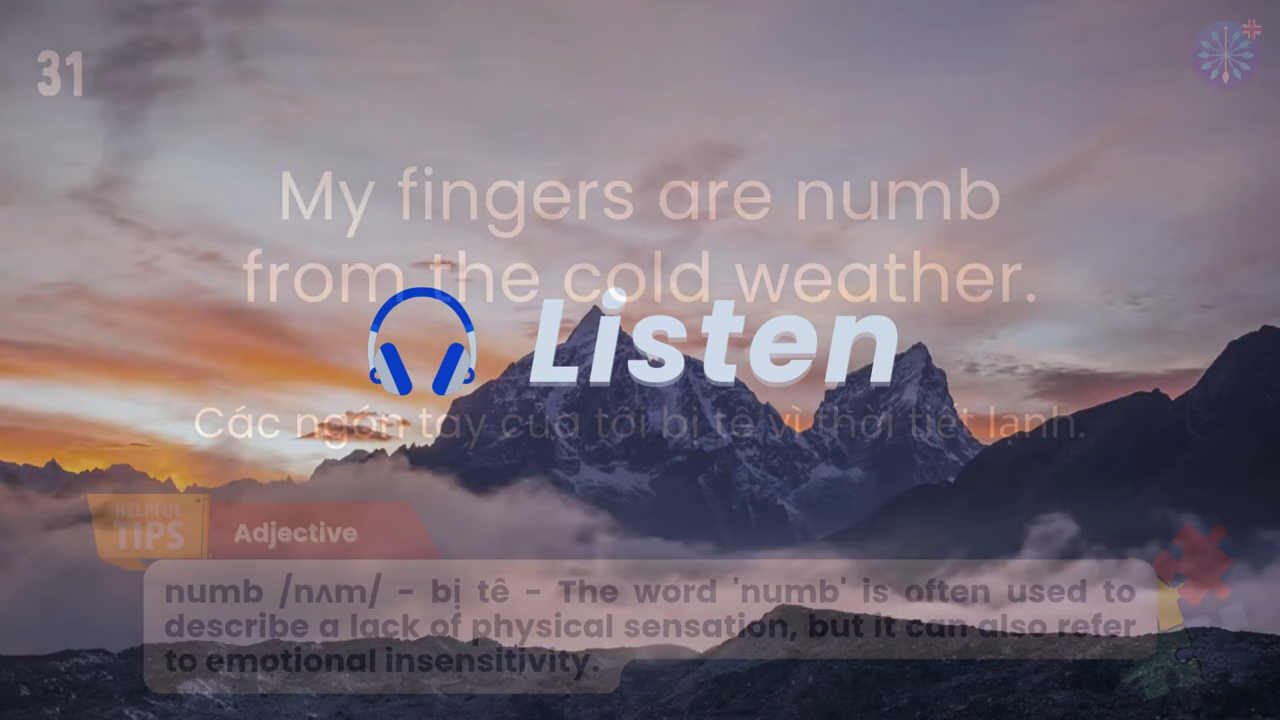 31
My fingers are numb
from the cold weather.
Listen
Các ngón tay của tôi bị tê vì thời tiết lạnh.
HELPFUL
TIPS
Adjective
numb /nʌm/ - bị tê - The word 'numb' is often used to
describe a lack of physical sensation, but it can also refer
to emotional insensitivity.